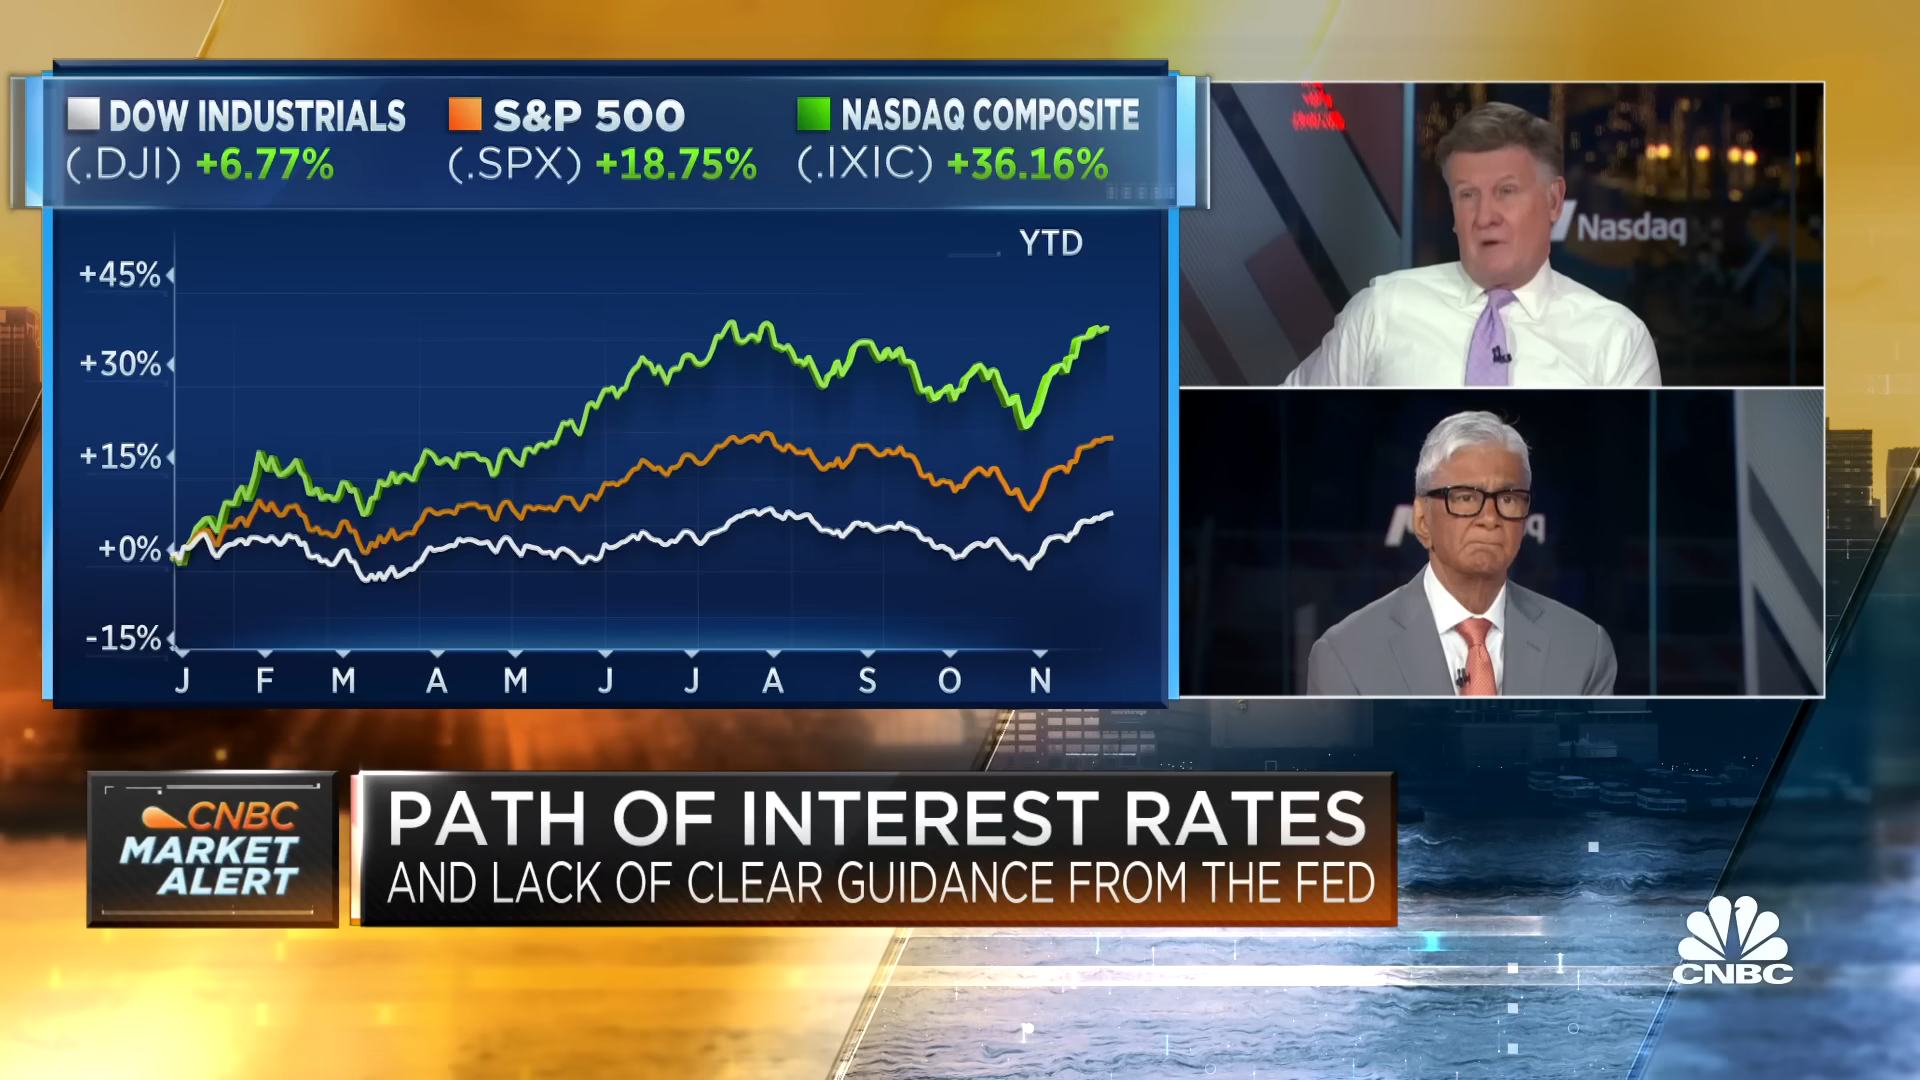 DOW INDUSTRIALS
(.DJI) +6.77%
S&P 500
(.SPX) +18.75%
NASDAQ COMPOSITE
(.IXIC) +36.16%
YTD
+45%
+30%
+15%
+0%
-15%
J F M A M J J A S O N
Nasdaq
CNBC
MARKET
ALERT
PATH OF INTEREST RATES
AND LACK OF CLEAR GUIDANCE FROM THE FED
CNBC